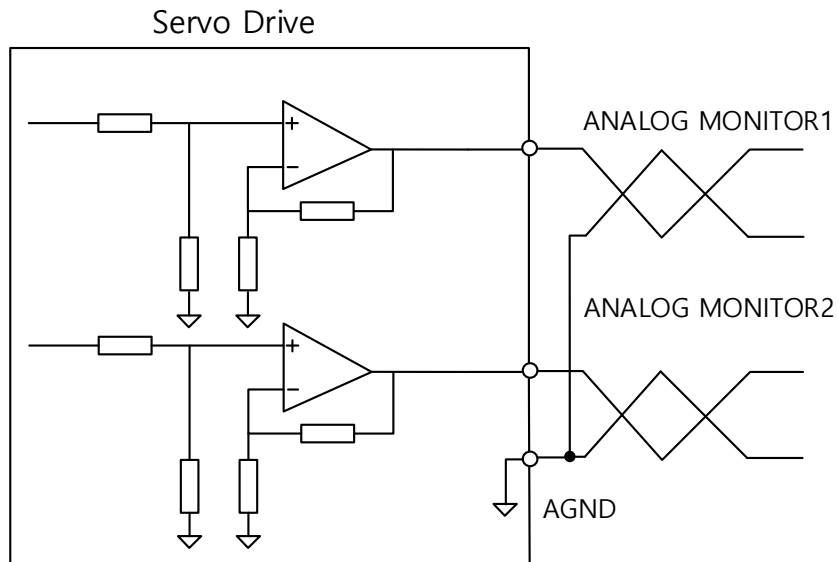 Servo Drive
ANALOG MONITOR1
+
−
ANALOG MONITOR2
+
−
AGND